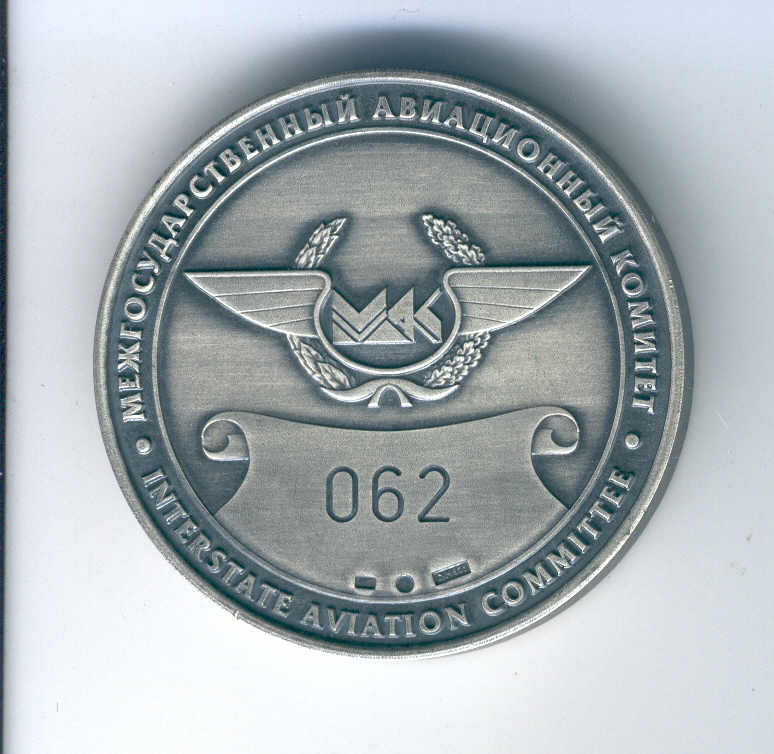 МЕЖГОСУДАРСТВЕННЫЙ АВИАЦИОННЫЙ КОМИТЕТ
МАК
062
INTERSTATE AVIATION COMMITTEE